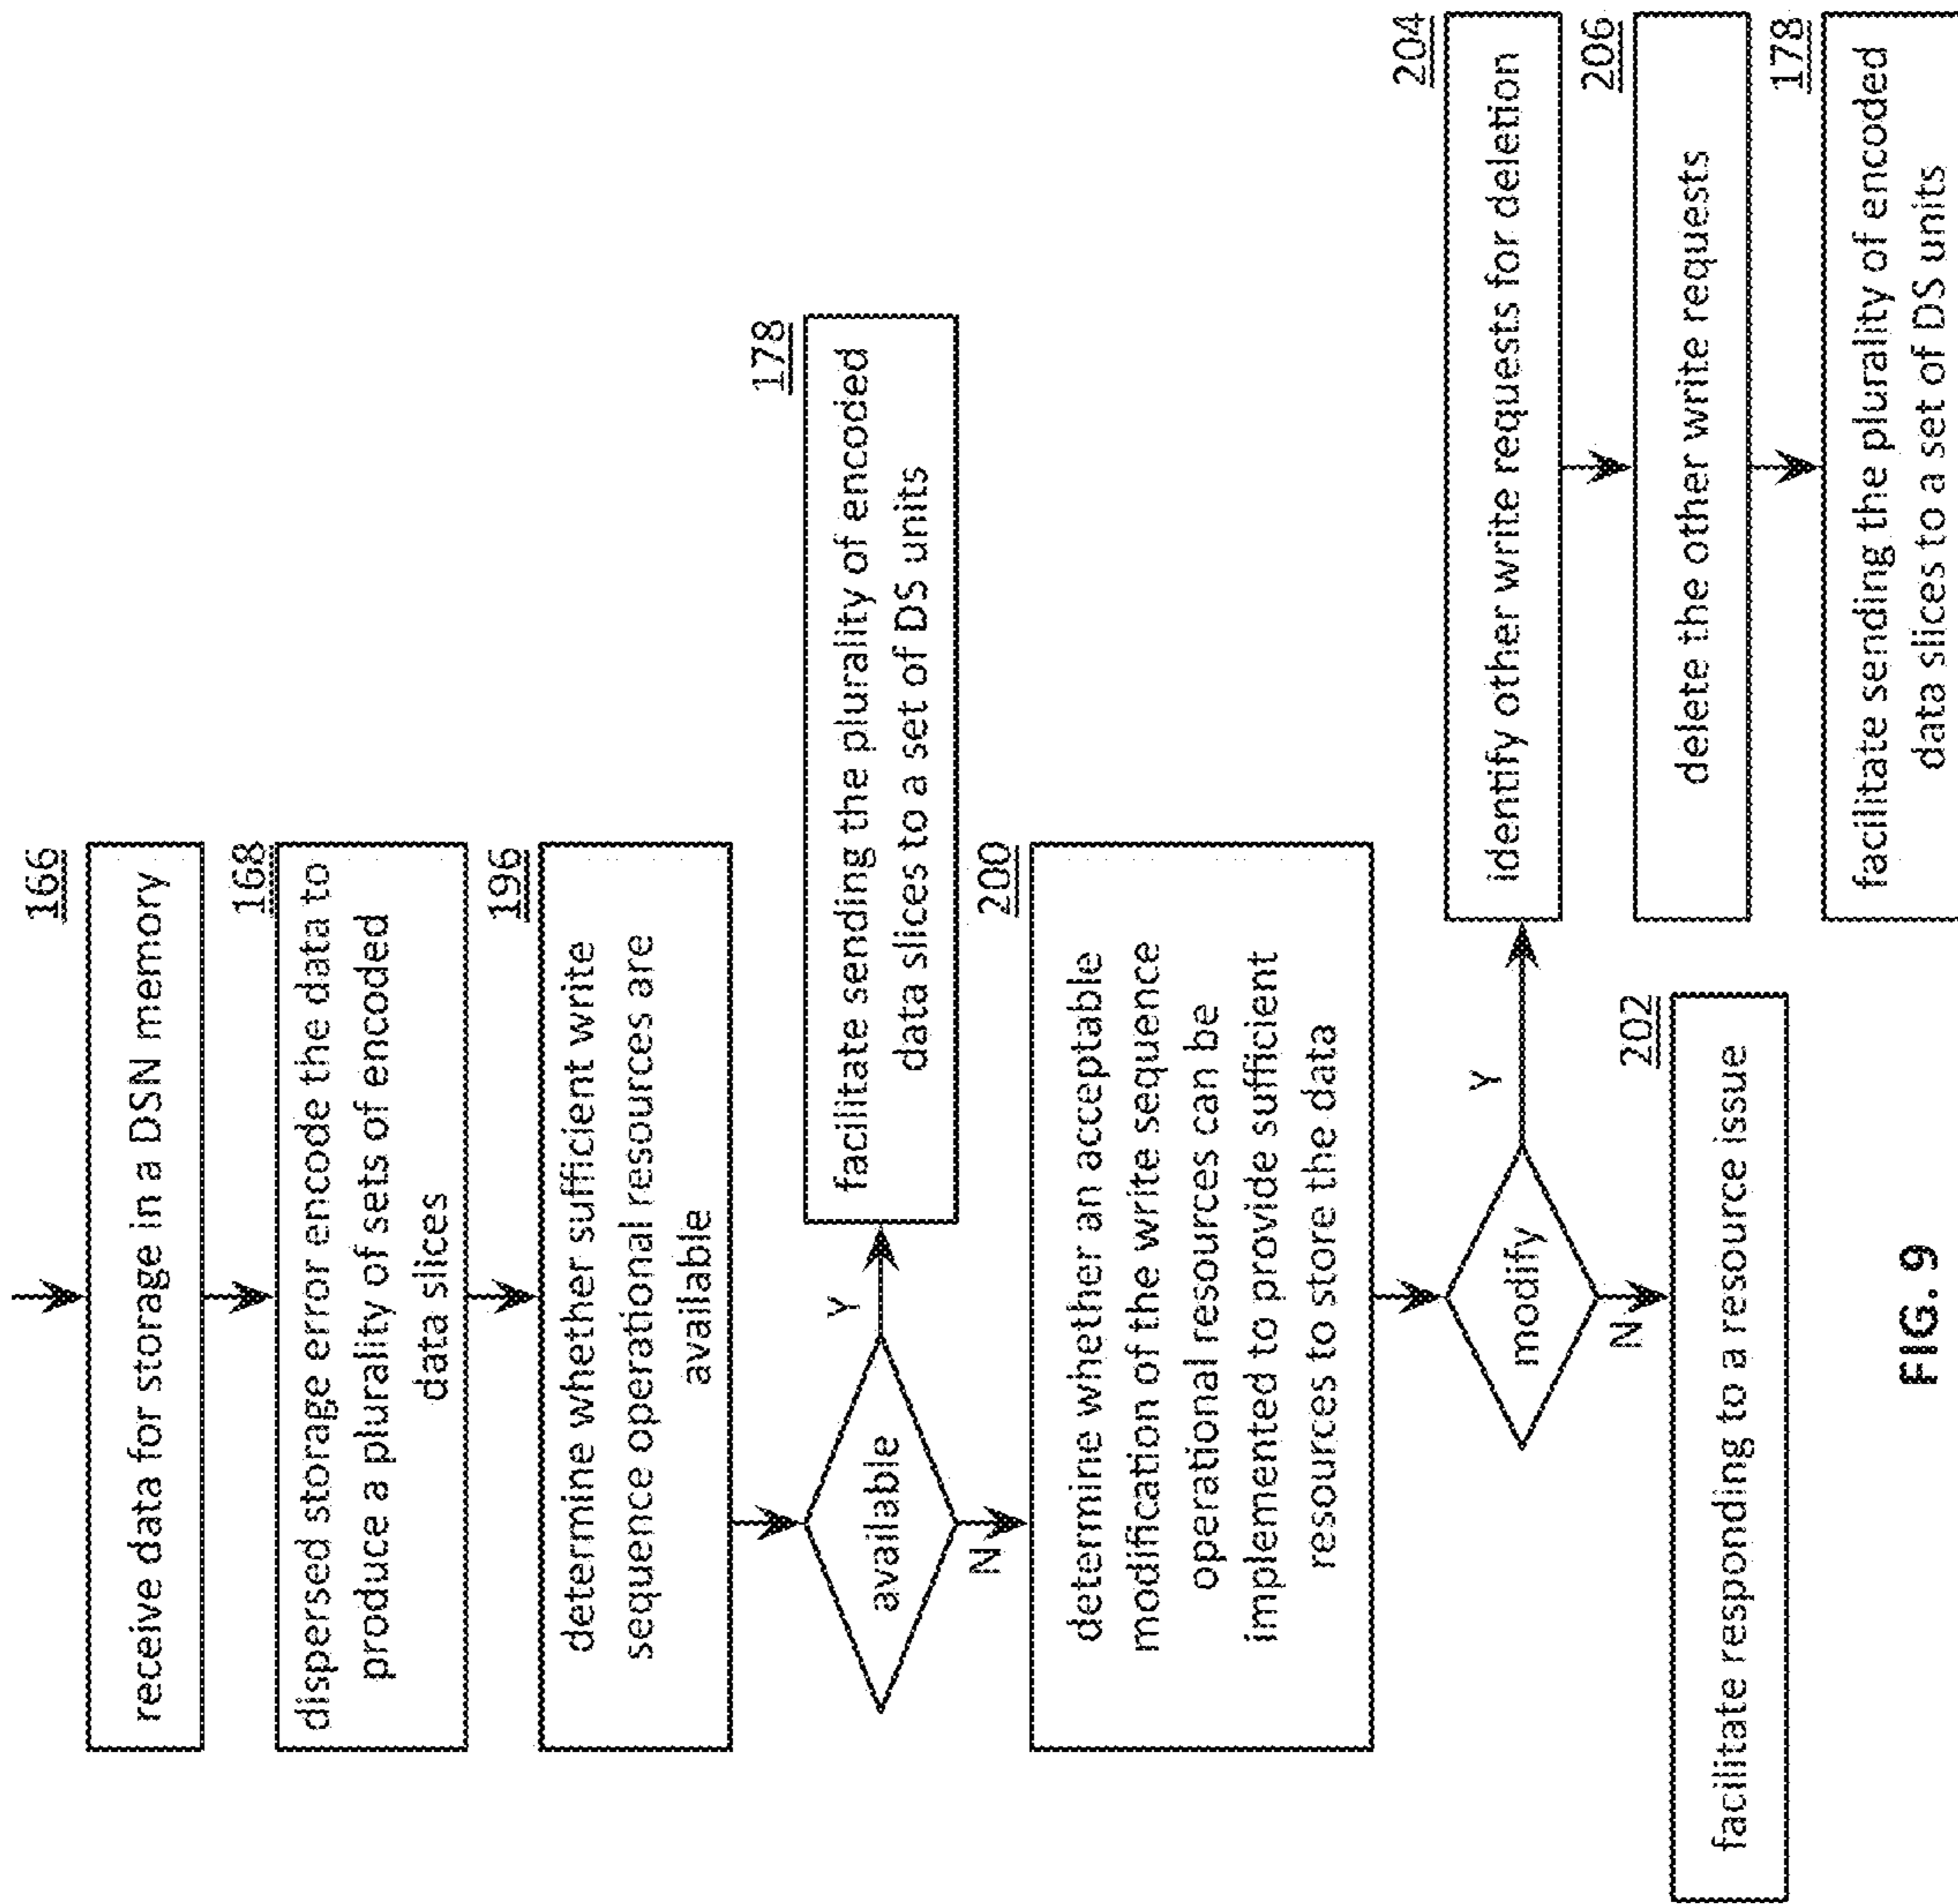 166
receive data for storage in a DSN memory
168
dispersed storage error encode the data to
produce a plurality of sets of encoded
data slices
196
determine whether sufficient write
sequence operational resources are
available
available
Y
N
178
facilitate sending the plurality of encoded
data slices to a set of DS units
200
determine whether an acceptable
modification of the write sequence
operational resources can be
implemented to provide sufficient
resources to store the data
modify
Y
N
204
identify other write requests for deletion
206
delete the other write requests
178
facilitate sending the plurality of encoded
data slices to a set of DS units
202
facilitate responding to a resource issue
FIG. 9